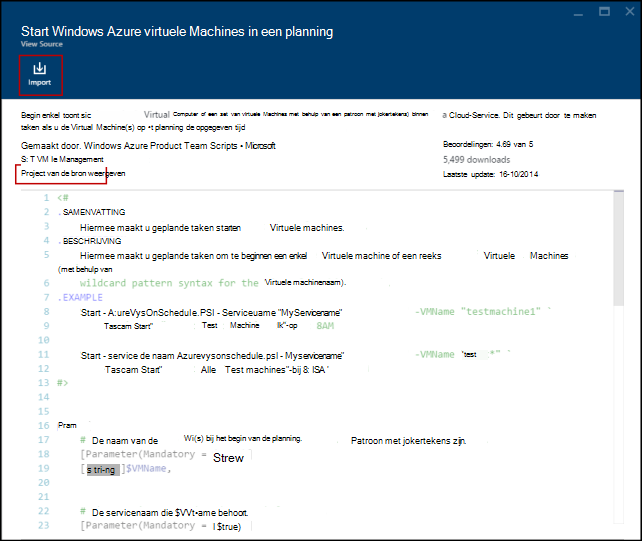 Start Windows Azure virtuele Machines in een planning
View Source
Import
Begin enkel toont sic Virtual Computer of een set van virtuele Machines met behulp van een patroon met jokertekens) binnen a Cloud-Service. Dit gebeurt door te maken
taken als u de Virtual Machine(s) op •t planning de opgegeven tijd
Gemaakt door. Windows Azure Product Team Scripts • Microsoft Beoordelingen: 4.69 van 5
S: T VM Ie Management 5,499 downloads
Project van de bron weergeven Laatste update: 16-10/2014
1 <#
2 . SAMENVATTING
3 Hiermee maakt u geplande taken starten Virtuele machines.
4 . BESCHRIJVING
5 Hiermee maakt u geplande taken om te beginnen een enkel Virtuele machine of een reeks Virtuele Machines
(met behulp van
6 wildcard pattern syntax for the Virtuele machinenaam).
7 .EXAMPLE
8 Start - A:ureVysOnSchedule.PSI - Serviceuame "MyServicename" -VMName "testmachine1" `
9 Tascam Start" Test Machine Ik"-op 8AM
10
11 Start - service de naam Azurevysonschedule.psl - Myservicename" -VMName "test *" `
12 Tascam Start" Alle Test machines"-bij 8: ISA '
13 #>
14
15
16 Pram
17 # De naam van de Wi(s) bij het begin van de planning. Patroon met jokertekens zijn.
18 [Parameter(Mandatory = Strew
19 [ s tri-ng ]$VMName,
20
21
22 # De servicenaam die $VVt•ame behoort.
23 [Parameter(Mandatory = I $true)